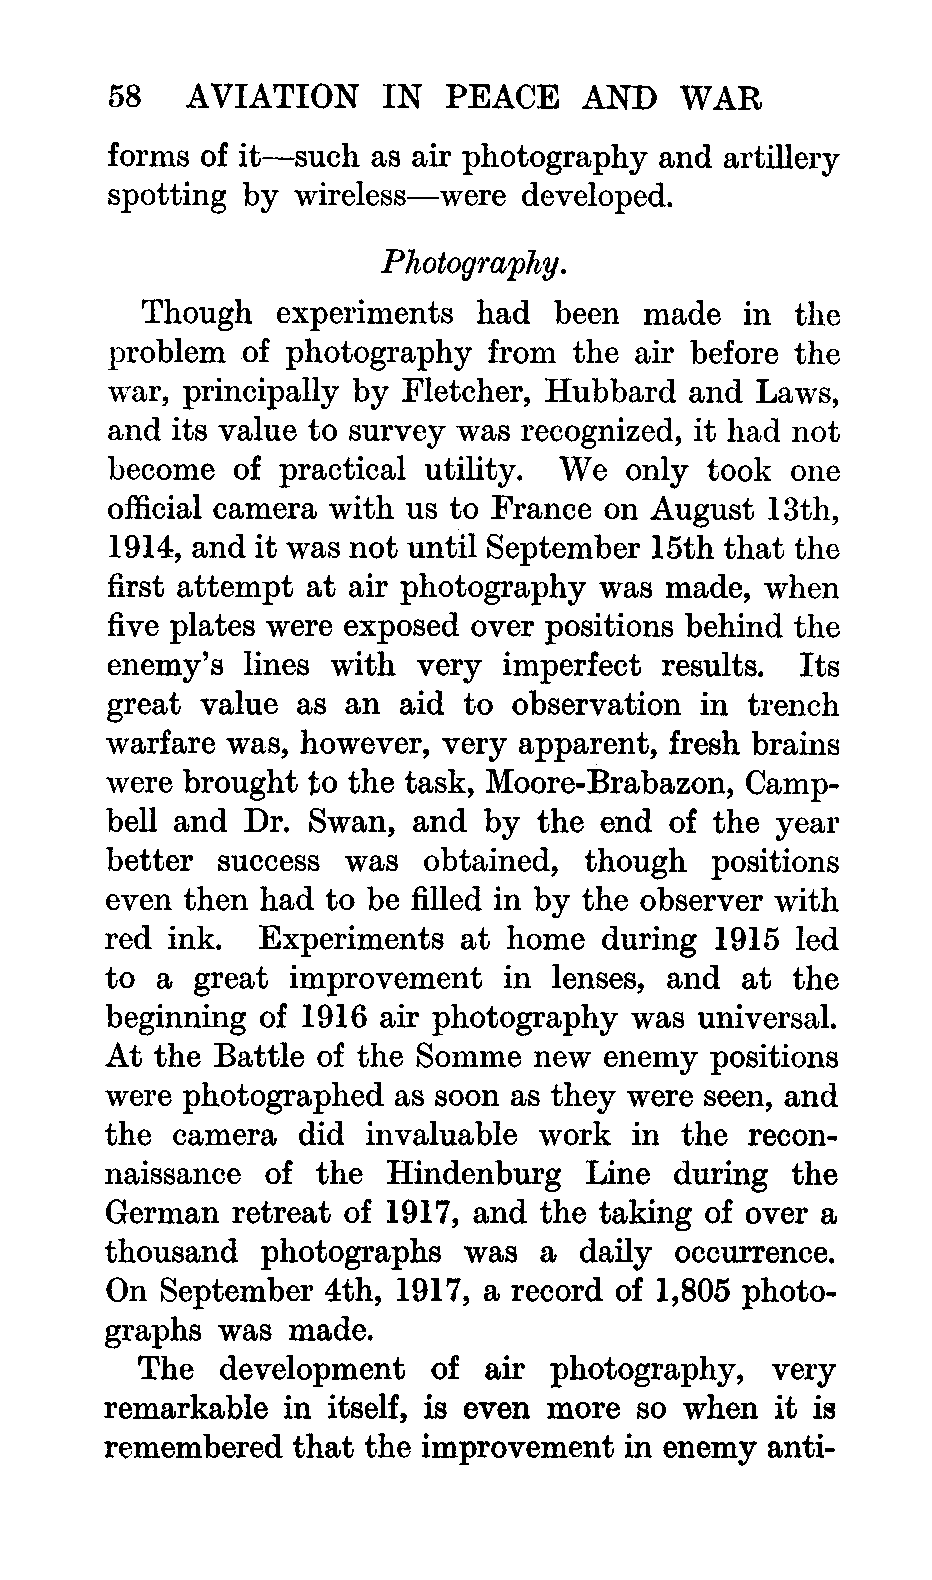 58 AVIATION IN PEACE AND WAR
forms of it—such as air photography and artillery
spotting by wireless—were developed.
Photography.
Though experiments had been made in the
problem of photography from the air before the
war, principally by Fletcher, Hubbard and Laws,
and its value to survey was recognized, it had not
become of practical utility. We only took one
official camera with us to France on August 13th,
1914, and it was not until September 15th that the
first attempt at air photography was made, when
five plates were exposed over positions behind the
enemy's lines with very imperfect results. Its
great value as an aid to observation in trench
warfare was, however, very apparent, fresh brains
were brought to the task, Moore-Brabazon, Camp-
bell and Dr. Swan, and by the end of the year
better success was obtained, though positions
even then had to be filled in by the observer with
red ink. Experiments at home during 1915 led
to a great improvement in lenses, and at the
beginning of 1916 air photography was universal.
At the Battle of the Somme new enemy positions
were photographed as soon as they were seen, and
the camera did invaluable work in the recon-
naissance of the Hindenburg Line during the
German retreat of 1917, and the taking of over a
thousand photographs was a daily occurrence.
On September 4th, 1917, a record of 1,805 photo-
graphs was made.
The development of air photography, very
remarkable in itself, is even more so when it is
remembered that the improvement in enemy anti-